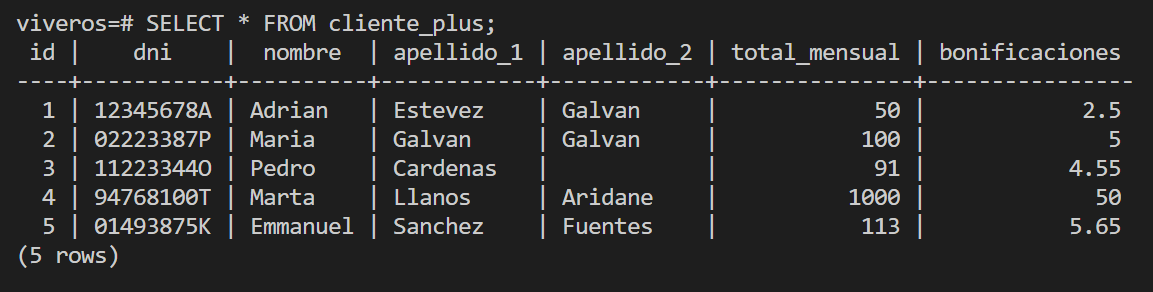 viveros=# SELECT * FROM cliente_plus;
 id |    dni    |  nombre  | apellido_1 | apellido_2 | total_mensual | bonificaciones
----+-----------+----------+------------+------------+---------------+----------------
  1 | 12345678A | Adrian   | Estevez    | Galvan     |            50 |            2.5
  2 | 02223387P | Maria    | Galvan     | Galvan     |           100 |              5
  3 | 11223344O | Pedro    | Cardenas   |            |            91 |           4.55
  4 | 94768100T | Marta    | Llanos     | Aridane    |          1000 |             50
  5 | 01493875K | Emmanuel | Sanchez    | Fuentes    |           113 |           5.65
(5 rows)